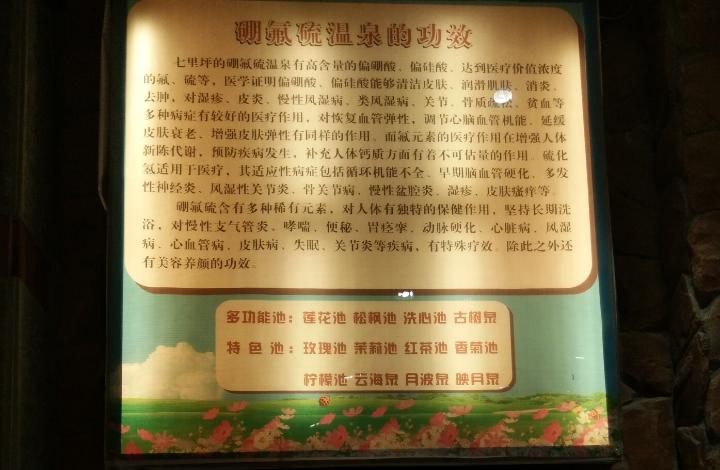 硼氟硫温泉的功效
七里坪的硼氟硫温泉有高含量的偏硼酸、偏硅酸、达到医疗价值浓度
的氟、硫等，医学证明偏硼酸、偏硅酸能够清洁皮肤、润滑肌肤、消炎、
去肿，对湿疹、皮炎、慢性风湿病、类风湿病、关节、骨质疏松、贫血等
多种病症有较好的医疗作用，对恢复血管弹性，调节心脑血管机能、延缓
皮肤衰老、增强皮肤弹性有同样的作用。而氟元素的医疗作用在增强人体
新陈代谢，预防疾病发生，补充人体钙质方面有着不可估量的作用。硫化
氢适用于医疗，其适应性病症包括循环机能不全、早期脑血管硬化、多发
性神经炎、风湿性关节炎、骨关节病、慢性盆腔炎、湿疹、皮肤瘙痒等。
硼氟硫含有多种稀有元素，对人体有独特的保健作用，坚持长期洗
浴，对慢性支气管炎、哮喘、便秘、胃痉挛、动脉硬化、心脏病、风湿
病、心血管病、皮肤病、失眠、关节炎等疾病，有特殊疗效。除此之外还
有美容养颜的功效。
多功能池：莲花池 松枫池 洗心池 古树泉
特色池：玫瑰池 茉莉池 红茶池 香菊池
柠檬池 云海泉 月波泉 映月泉